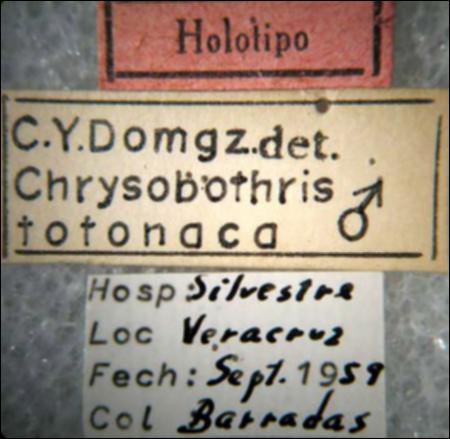 Holotipo
C.Y.Domgz.det.
Chrysobothris ♂
totonaca
Hosp: Silvestre
Loc Veracruz
Fech: Sept. 1959
Col Barradas